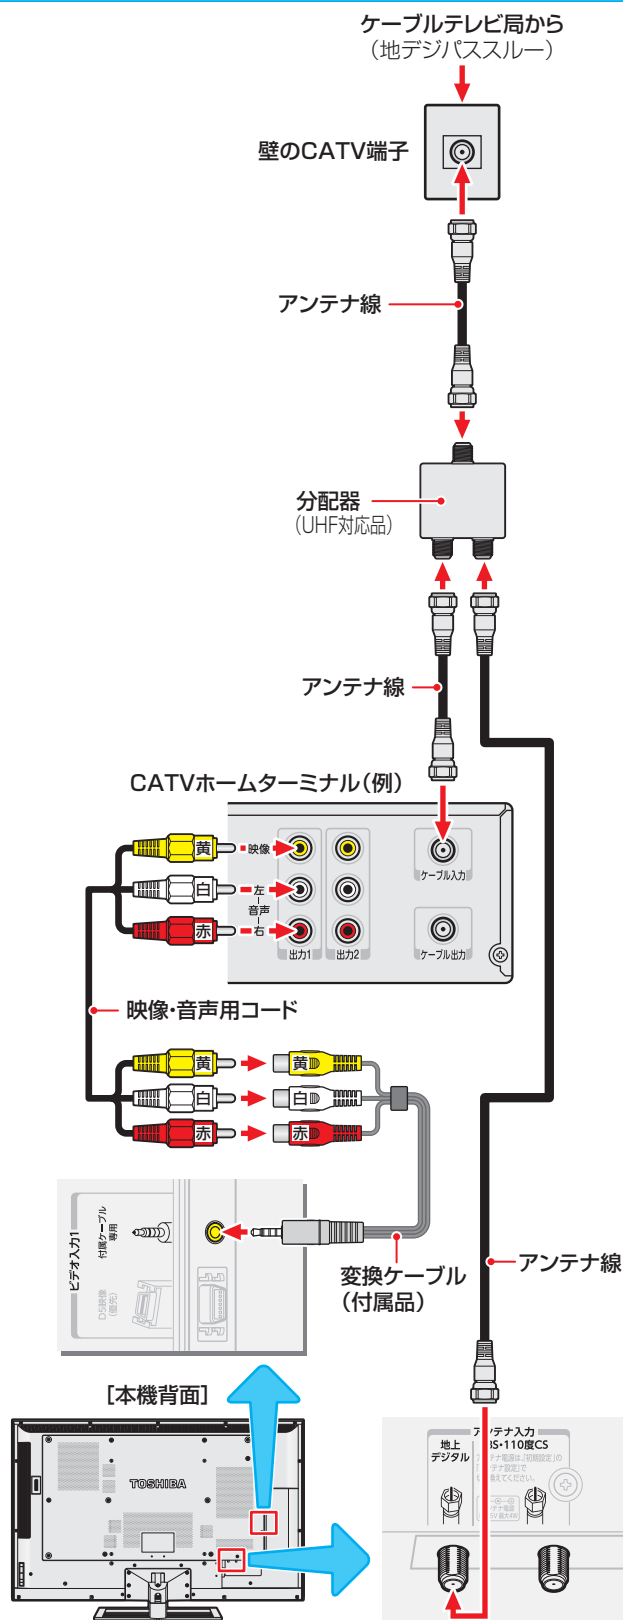 ケーブルテレビ局から
（地デジパススルー）
壁のCATV端子
アンテナ線
分配器
（UHF対応品）
アンテナ線
CATVホームターミナル（例）
黄
映像
白
左
音声
赤
右
出力1
出力2
ケーブル入力
ケーブル出力
映像・音声用コード
黄
黄
白
白
赤
赤
ビデオ入力1
付属ケーブル
専用
D5映像
（優先）
変換ケーブル
（付属品）
アンテナ線
［本機背面］
TOSHIBA
アンテナ入力
地上
デジタル
BS・110度CS